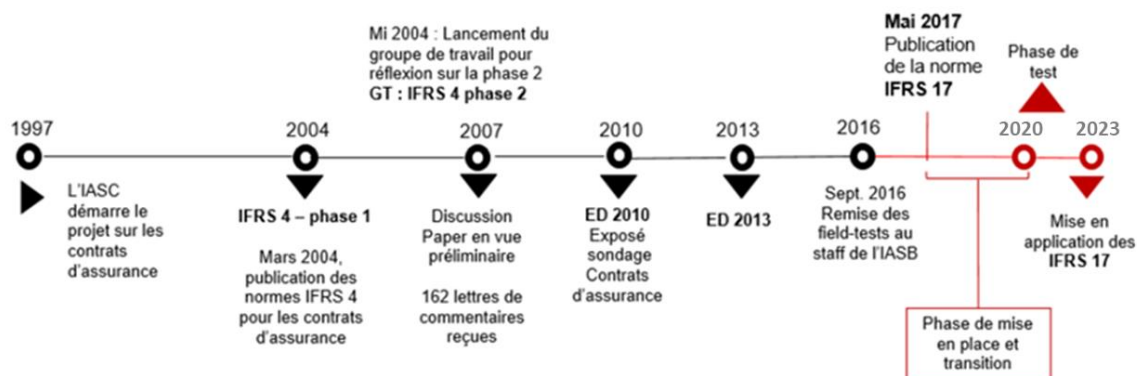 Mi 2004 : Lancement du
groupe de travail pour
réflexion sur la phase 2
GT : IFRS 4 phase 2
Mai 2017
Publication
de la norme
IFRS 17
Phase de
test
1997
2004
2007
2010
2013
2016
2020
2023
L'IASC
démarre le
projet sur les
contrats
d'assurance
IFRS 4 – phase 1
Mars 2004,
publication des
normes IFRS 4
pour les contrats
d'assurance
Discussion
Paper en vue
préliminaire
162 lettres de
commentaires
reçues
ED 2010
Exposé
sondage
Contrats
d'assurance
ED 2013
Sept. 2016
Remise des
field-tests au
staff de l'IASB
Mise en
application des
IFRS 17
Phase de mise
en place et
transition